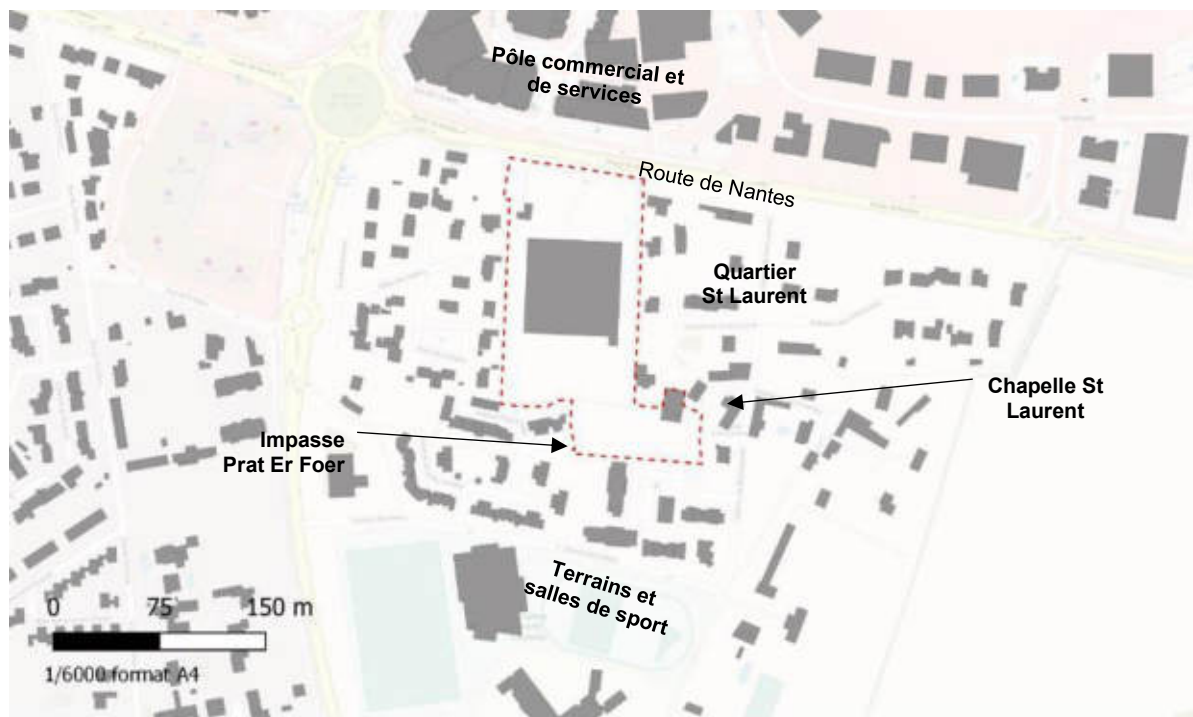 Pôle commercial et
de services
Route de Nantes
Quartier
St Laurent
Chapelle St
Laurent
Impasse
Prat Er Foer
Terrains et
salles de sport
0 75 150 m
1/6000 format A4